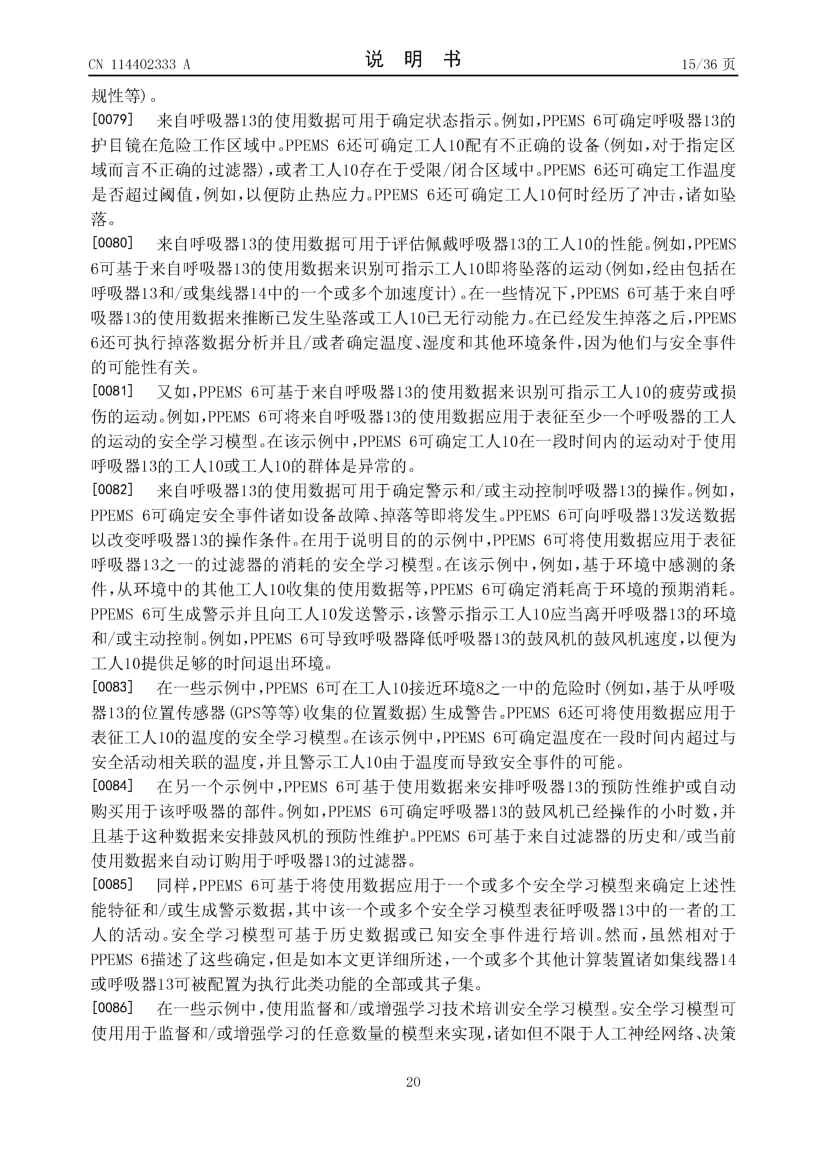 CN 114402333 A
说 明 书
15/36 页
规性等)。
[0079] 来自呼吸器13的使用数据可用于确定状态指示。例如,PPEMS 6可确定呼吸器13的
护目镜在危险工作区域中。PPEMS 6还可确定工人10配有不正确的设备(例如,对于指定区
域而言不正确的过滤器),或者工人10存在于受限/闭合区域中。PPEMS 6还可确定工作温度
是否超过阈值,例如,以便防止热应力。PPEMS 6还可确定工人10何时经历了冲击,诸如坠
落。
[0080] 来自呼吸器13的使用数据可用于评估佩戴呼吸器13的工人10的性能。例如,PPEMS
6可基于来自呼吸器13的使用数据来识别可指示工人10即将坠落的运动(例如,经由包括在
呼吸器13和/或集线器14中的一个或多个加速度计)。在一些情况下,PPEMS 6可基于来自呼
吸器13的使用数据来推断已发生坠落或工人10已无行动能力。在已经发生掉落之后,PPEMS
6还可执行掉落数据分析并且/或者确定温度、湿度和其他环境条件,因为他们与安全事件
的可能性有关。
[0081] 又如,PPEMS 6可基于来自呼吸器13的使用数据来识别可指示工人10的疲劳或损
伤的运动。例如,PPEMS 6可将来自呼吸器13的使用数据应用于表征至少一个呼吸器的工人
的运动的安全学习模型。在该示例中,PPEMS 6可确定工人10在一段时间内的运动对于使用
呼吸器13的工人10或工人10的群体是异常的。
[0082] 来自呼吸器13的使用数据可用于确定警示和/或主动控制呼吸器13的操作。例如,
PPEMS 6可确定安全事件诸如设备故障、掉落等即将发生。PPEMS 6可向呼吸器13发送数据
以改变呼吸器13的操作条件。在用于说明目的的示例中,PPEMS 6可将使用数据应用于表征
呼吸器13之一的过滤器的消耗的安全学习模型。在该示例中,例如,基于环境中感测的条
件,从环境中的其他工人10收集的使用数据等,PPEMS 6可确定消耗高于环境的预期消耗。
PPEMS 6可生成警示并且向工人10发送警示,该警示指示工人10应当离开呼吸器13的环境
和/或主动控制。例如,PPEMS 6可导致呼吸器降低呼吸器13的鼓风机的鼓风机速度,以便为
工人10提供足够的时间退出环境。
[0083] 在一些示例中,PPEMS 6可在工人10接近环境8之一中的危险时(例如,基于从呼吸
器13的位置传感器(GPS等等)收集的位置数据)生成警告。PPEMS 6还可将使用数据应用于
表征工人10的温度的安全学习模型。在该示例中,PPEMS 6可确定温度在一段时间内超过与
安全活动相关联的温度,并且警示工人10由于温度而导致安全事件的可能。
[0084] 在另一个示例中,PPEMS 6可基于使用数据来安排呼吸器13的预防性维护或自动
购买用于该呼吸器的部件。例如,PPEMS 6可确定呼吸器13的鼓风机已经操作的小时数,并
且基于这种数据来安排鼓风机的预防性维护。PPEMS 6可基于来自过滤器的历史和/或当前
使用数据来自动订购用于呼吸器13的过滤器。
[0085] 同样,PPEMS 6可基于将使用数据应用于一个或多个安全学习模型来确定上述性
能特征和/或生成警示数据,其中该一个或多个安全学习模型表征呼吸器13中的一者的工
人的活动。安全学习模型可基于历史数据或已知安全事件进行培训。然而,虽然相对于
PPEMS 6描述了这些确定,但是如本文更详细所述,一个或多个其他计算装置诸如集线器14
或呼吸器13可被配置为执行此类功能的全部或其子集。
[0086] 在一些示例中,使用监督和/或增强学习技术培训安全学习模型。安全学习模型可
使用用于监督和/或增强学习的任意数量的模型来实现,诸如但不限于人工神经网络、决策
20